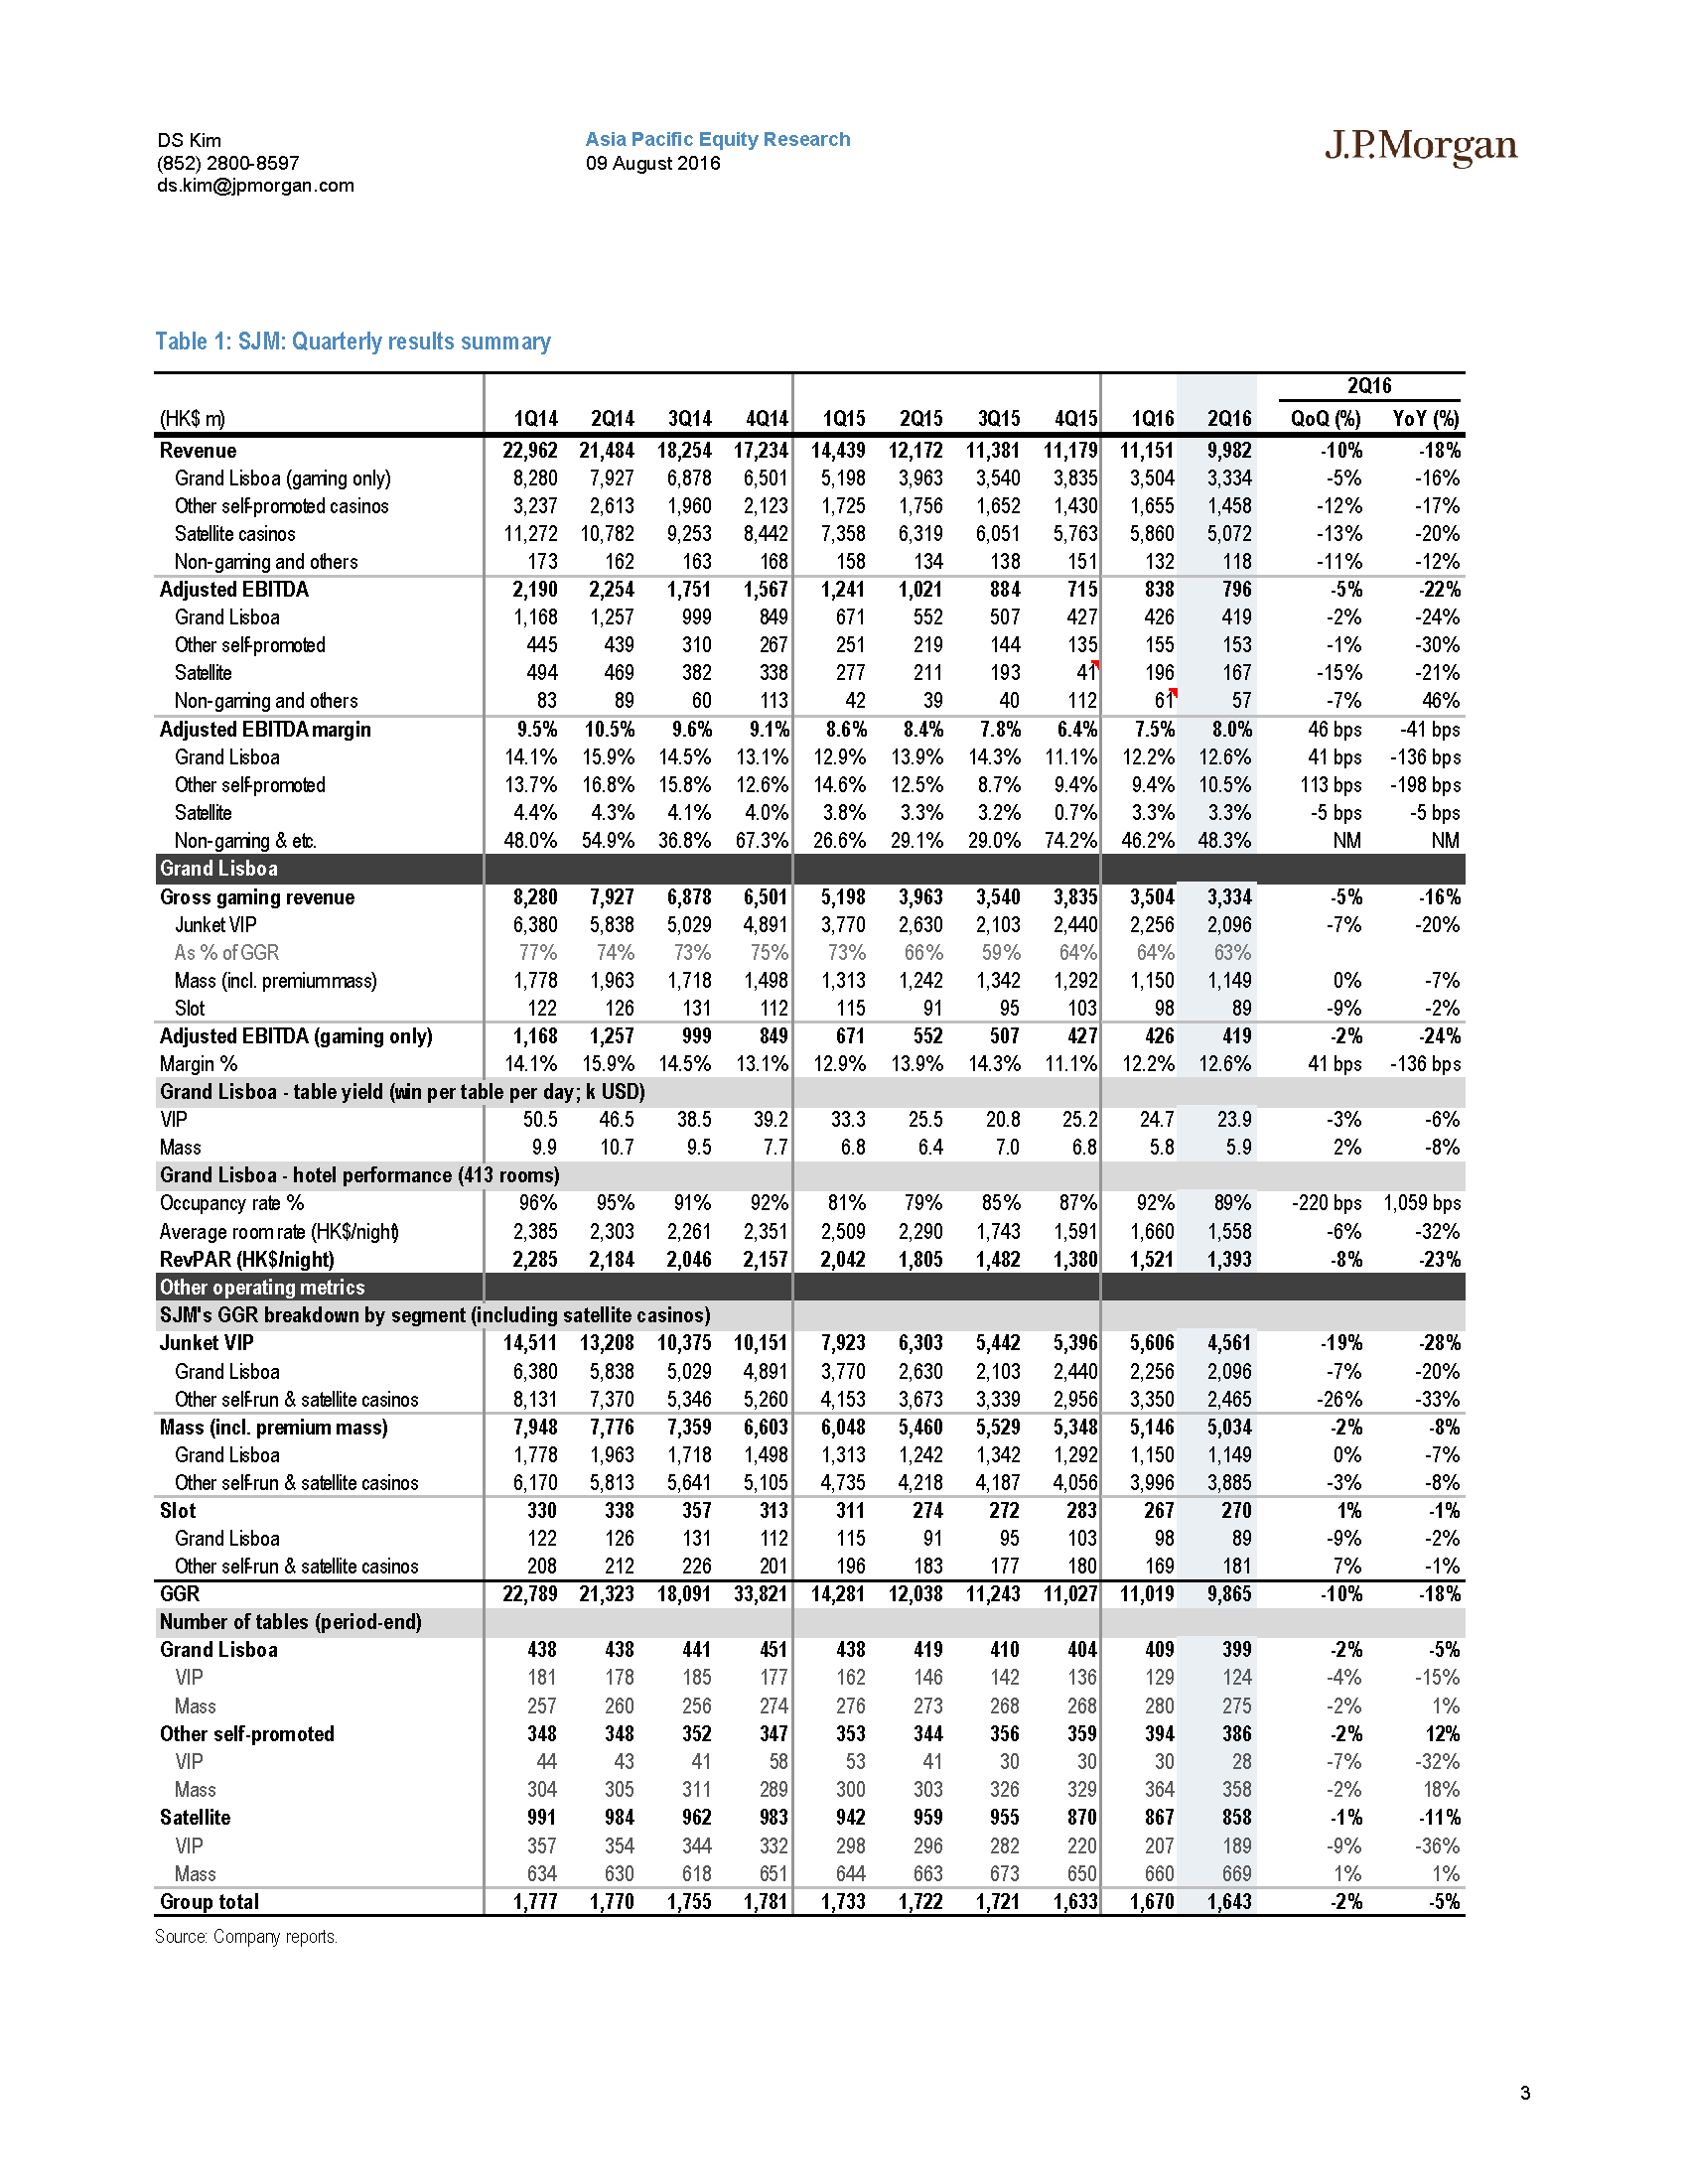 DS Kim
(852) 2800-8597
ds.kim@jpmorgan.com
Asia Pacific Equity Research
09 August 2016
J.P.Morgan
Table 1: SJM: Quarterly results summary
2Q16
(HK$ m) 1Q14 2Q14 3Q14 4Q14 1Q15 2Q15 3Q15 4Q15 1Q16 2Q16 QoQ (%) YoY (%)
Revenue 22,962 21,484 18,254 17,234 14,439 12,172 11,381 11,179 11,151 9,982 -10% -18%
Grand Lisboa (gaming only) 8,280 7,927 6,878 6,501 5,198 3,963 3,540 3,835 3,504 3,334 -5% -16%
Other self-promoted casinos 3,237 2,613 1,960 2,123 1,725 1,756 1,652 1,430 1,655 1,458 -12% -17%
Satellite casinos 11,272 10,782 9,253 8,442 7,358 6,319 6,051 5,763 5,860 5,072 -13% -20%
Non-gaming and others 173 162 163 168 158 134 138 151 132 118 -11% -12%
Adjusted EBITDA 2,190 2,254 1,751 1,567 1,241 1,021 884 715 838 796 -5% -22%
Grand Lisboa 1,168 1,257 999 849 671 552 507 427 426 419 -2% -24%
Other self-promoted 445 439 310 267 251 219 144 135 155 153 -1% -30%
Satellite 494 469 382 338 277 211 193 41 196 167 -15% -21%
Non-gaming and others 83 89 60 113 42 39 40 112 61 57 -7% 46%
Adjusted EBITDA margin 9.5% 10.5% 9.6% 9.1% 8.6% 8.4% 7.8% 6.4% 7.5% 8.0% 46 bps -41 bps
Grand Lisboa 14.1% 15.9% 14.5% 13.1% 12.9% 13.9% 14.3% 11.1% 12.2% 12.6% 41 bps -136 bps
Other self-promoted 13.7% 16.8% 15.8% 12.6% 14.6% 12.5% 8.7% 9.4% 9.4% 10.5% 113 bps -198 bps
Satellite 4.4% 4.3% 4.1% 4.0% 3.8% 3.3% 3.2% 0.7% 3.3% 3.3% -5 bps -5 bps
Non-gaming & etc. 48.0% 54.9% 36.8% 67.3% 26.6% 29.1% 29.0% 74.2% 46.2% 48.3% NM NM
Grand Lisboa
Gross gaming revenue 8,280 7,927 6,878 6,501 5,198 3,963 3,540 3,835 3,504 3,334 -5% -16%
Junket VIP 6,380 5,838 5,029 4,891 3,770 2,630 2,103 2,440 2,256 2,096 -7% -20%
As % of GGR 77% 74% 73% 75% 73% 66% 59% 64% 64% 63%
Mass (incl. premium mass) 1,778 1,963 1,718 1,498 1,313 1,242 1,342 1,292 1,150 1,149 0% -7%
Slot 122 126 131 112 115 91 95 103 98 89 -9% -2%
Adjusted EBITDA (gaming only) 1,168 1,257 999 849 671 552 507 427 426 419 -2% -24%
Margin % 14.1% 15.9% 14.5% 13.1% 12.9% 13.9% 14.3% 11.1% 12.2% 12.6% 41 bps -136 bps
Grand Lisboa - table yield (win per table per day; k USD)
VIP 50.5 46.5 38.5 39.2 33.3 25.5 20.8 25.2 24.7 23.9 -3% -6%
Mass 9.9 10.7 9.5 7.7 6.8 6.4 7.0 6.8 5.8 5.9 2% -8%
Grand Lisboa - hotel performance (413 rooms)
Occupancy rate % 96% 95% 91% 92% 81% 79% 85% 87% 92% 89% -220 bps 1,059 bps
Average room rate (HK$/night) 2,385 2,303 2,261 2,351 2,509 2,290 1,743 1,591 1,660 1,558 -6% -32%
RevPAR (HK$/night) 2,285 2,184 2,046 2,157 2,042 1,805 1,482 1,380 1,521 1,393 -8% -23%
Other operating metrics
SJM's GGR breakdown by segment (including satellite casinos)
Junket VIP 14,511 13,208 10,375 10,151 7,923 6,303 5,442 5,396 5,606 4,561 -19% -28%
Grand Lisboa 6,380 5,838 5,029 4,891 3,770 2,630 2,103 2,440 2,256 2,096 -7% -20%
Other self-run & satellite casinos 8,131 7,370 5,346 5,260 4,153 3,673 3,339 2,956 3,350 2,465 -26% -33%
Mass (incl. premium mass) 7,948 7,776 7,359 6,603 6,048 5,460 5,529 5,348 5,146 5,034 -2% -8%
Grand Lisboa 1,778 1,963 1,718 1,498 1,313 1,242 1,342 1,292 1,150 1,149 0% -7%
Other self-run & satellite casinos 6,170 5,813 5,641 5,105 4,735 4,218 4,187 4,056 3,996 3,885 -3% -8%
Slot 330 338 357 313 311 274 272 283 267 270 1% -1%
Grand Lisboa 122 126 131 112 115 91 95 103 98 89 -9% -2%
Other self-run & satellite casinos 208 212 226 201 196 183 177 180 169 181 7% -1%
GGR 22,789 21,323 18,091 33,821 14,281 12,038 11,243 11,027 11,019 9,865 -10% -18%
Number of tables (period-end)
Grand Lisboa 438 438 441 451 438 419 410 404 409 399 -2% -5%
VIP 181 178 185 177 162 146 142 136 129 124 -4% -15%
Mass 257 260 256 274 276 273 268 268 280 275 -2% 1%
Other self-promoted 348 348 352 347 353 344 356 359 394 386 -2% 12%
VIP 44 43 41 58 53 41 30 30 30 28 -7% -32%
Mass 304 305 311 289 300 303 326 329 364 358 -2% 18%
Satellite 991 984 962 983 942 959 955 870 867 858 -1% -11%
VIP 357 354 344 332 298 296 282 220 207 189 -9% -36%
Mass 634 630 618 651 644 663 673 650 660 669 1% 1%
Group total 1,777 1,770 1,755 1,781 1,733 1,722 1,721 1,633 1,670 1,643 -2% -5%
Source: Company reports.
3